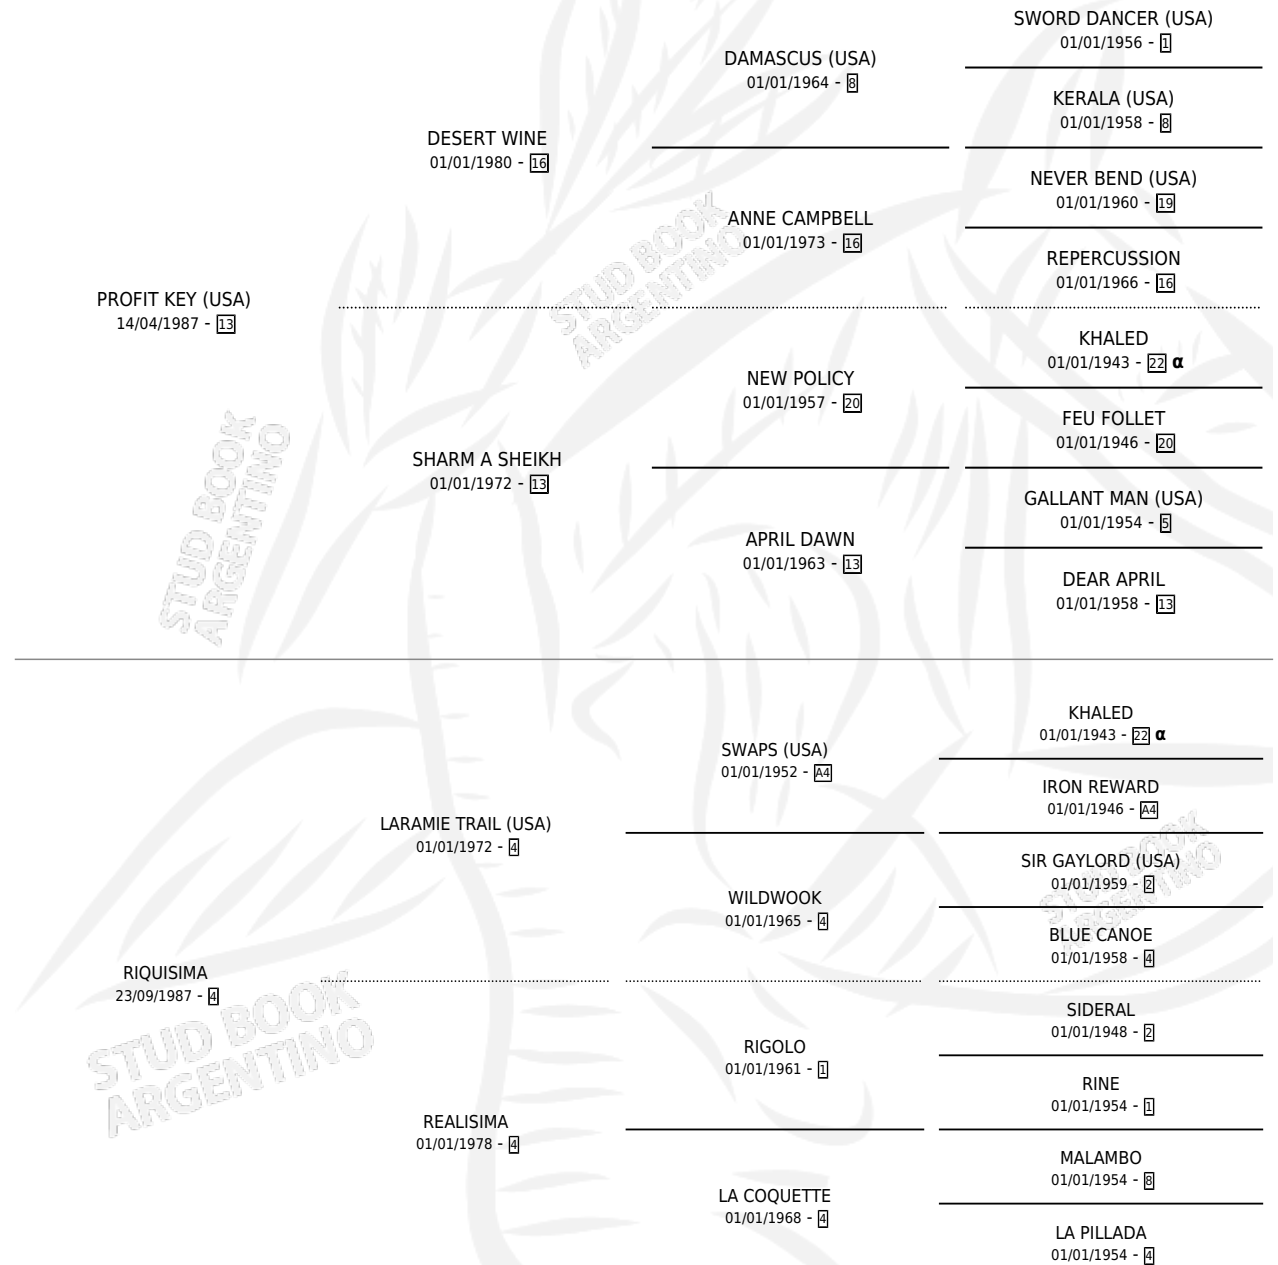 SWORD DANCER (USA)
01/01/1956 - 1
DAMASCUS (USA)
01/01/1964 - 8
KERALA (USA)
01/01/1958 - 8
DESERT WINE
01/01/1980 - 16
NEVER BEND (USA)
01/01/1960 - 19
ANNE CAMPBELL
01/01/1973 - 16
REPERCUSSION
01/01/1966 - 16
PROFIT KEY (USA)
14/04/1987 - 13
KHALED
01/01/1943 - 22 α
NEW POLICY
01/01/1957 - 20
FEU FOLLET
01/01/1946 - 20
SHARM A SHEIKH
01/01/1972 - 13
GALLANT MAN (USA)
01/01/1954 - 5
APRIL DAWN
01/01/1963 - 13
DEAR APRIL
01/01/1958 - 13
KHALED
01/01/1943 - 22 α
SWAPS (USA)
01/01/1952 - A4
IRON REWARD
01/01/1946 - A4
LARAMIE TRAIL (USA)
01/01/1972 - 4
SIR GAYLORD (USA)
01/01/1959 - 2
WILDWOOK
01/01/1965 - 4
BLUE CANOE
01/01/1958 - 4
RIQUISIMA
23/09/1987 - 4
SIDERAL
01/01/1948 - 2
RIGOLO
01/01/1961 - 1
RINE
01/01/1954 - 1
REALISIMA
01/01/1978 - 4
MALAMBO
01/01/1954 - 8
LA COQUETTE
01/01/1968 - 4
LA PILLADA
01/01/1954 - 4
STUD BOOK
ARGENTINO
STUD BOOK
ARGENTINO
STUD BOOK
ARGENTINO
STUD BOOK
ARGENTINO